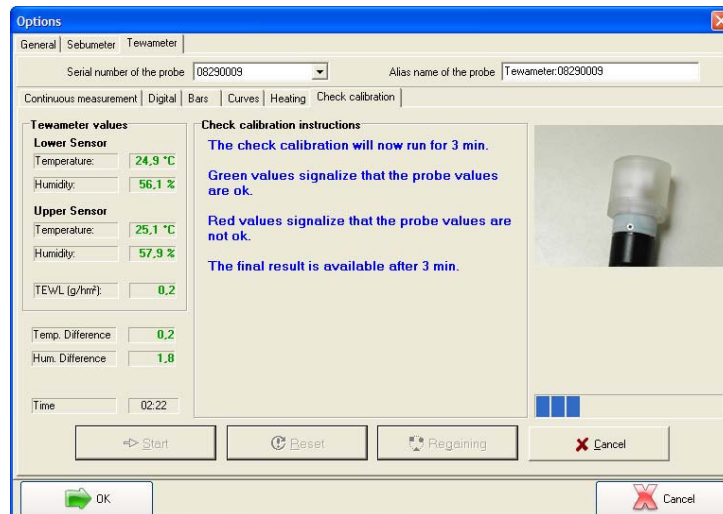 Options
General Sebumeter Tewameter
Serial number of the probe 08290009 Alias name of the probe Tewameter:08290009
Continuous measurement Digital Bars Curves Heating Check calibration
Tewameter values
Lower Sensor
Temperature: 24,9 °C
Humidity: 56,1 %
Upper Sensor
Temperature: 25,1 °C
Humidity: 57,9 %
TEWL (g/hm²): 0,2
Temp. Difference 0,2
Hum. Difference 1,8
Time 02:22
Check calibration instructions
The check calibration will now run for 3 min.
Green values signalize that the probe values
are ok.
Red values signalize that the probe values are
not ok.
The final result is available after 3 min.
Start Reset Regaining Cancel
OK Cancel